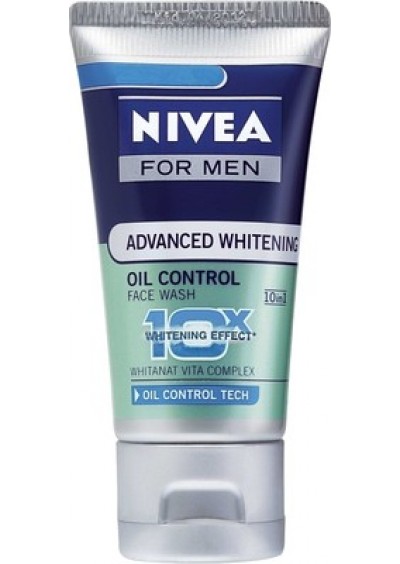 NIVEA
FOR MEN
ADVANCED WHITENING
OIL CONTROL
FACE WASH
10in1
10X
WHITENING EFFECT*
WHITANAT VITA COMPLEX
OIL CONTROL TECH